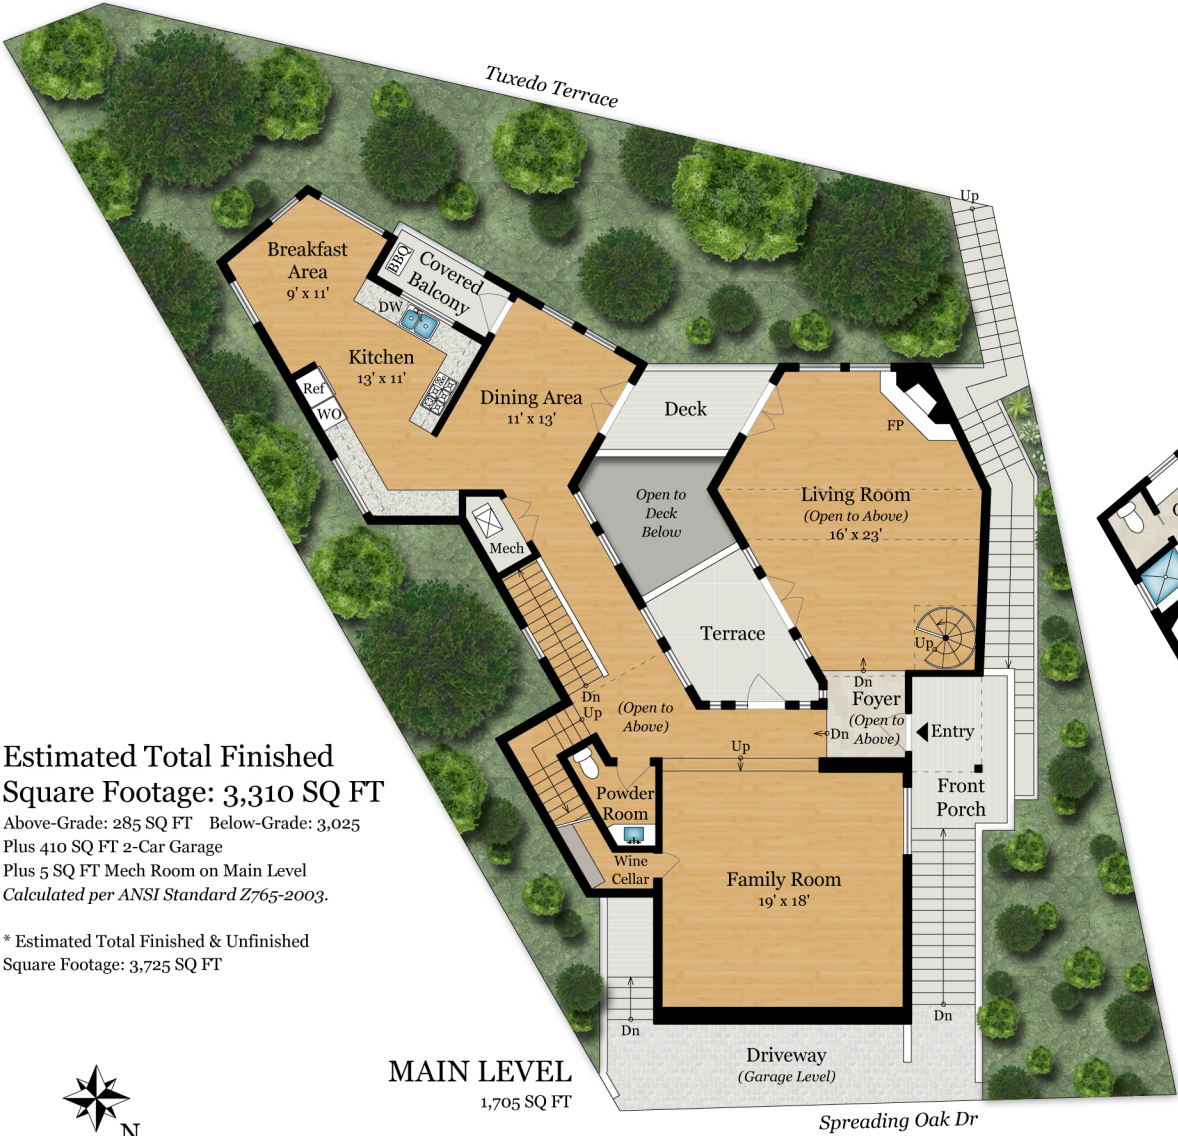 Tuxedo Terrace
Up
Breakfast
Area
9' x 11'
BBQ
Covered
Balcony
DW
Kitchen
13' x 11'
Ref
WO
Dining Area
11' x 13'
Deck
FP
Open to
Deck
Below
Living Room
(Open to Above)
16' x 23'
Mech
Terrace
Up
Dn
Foyer
(Open to
Above)
Dn
Entry
Dn
Up
(Open to
Above)
Up
Front
Porch
Powder
Room
Wine
Cellar
Family Room
19' x 18'
Dn
Dn
Estimated Total Finished
Square Footage: 3,310 SQ FT
Above-Grade: 285 SQ FT Below-Grade: 3,025
Plus 410 SQ FT 2-Car Garage
Plus 5 SQ FT Mech Room on Main Level
Calculated per ANSI Standard Z765-2003.
* Estimated Total Finished & Unfinished
Square Footage: 3,725 SQ FT
Driveway
(Garage Level)
MAIN LEVEL
1,705 SQ FT
Spreading Oak Dr
N